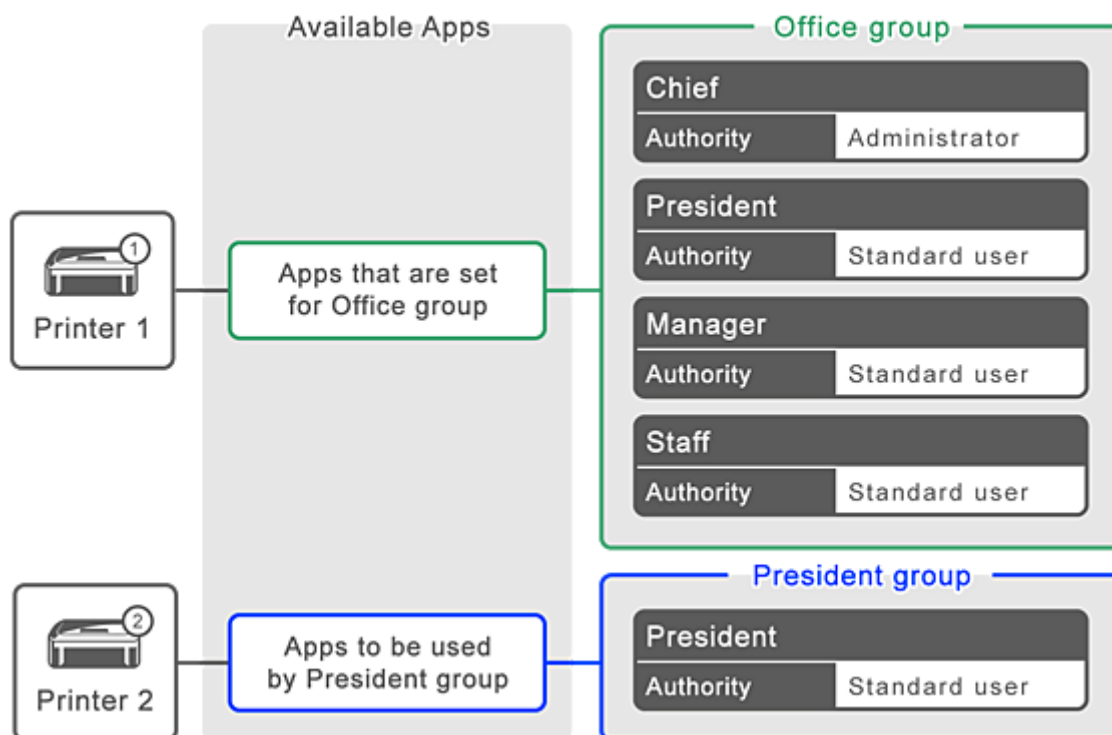 Available Apps
Office group
Chief
Authority Administrator
President
Authority Standard user
1
Printer 1
Apps that are set
for Office group
Manager
Authority Standard user
Staff
Authority Standard user
President group
2
Printer 2
Apps to be used
by President group
President
Authority Standard user